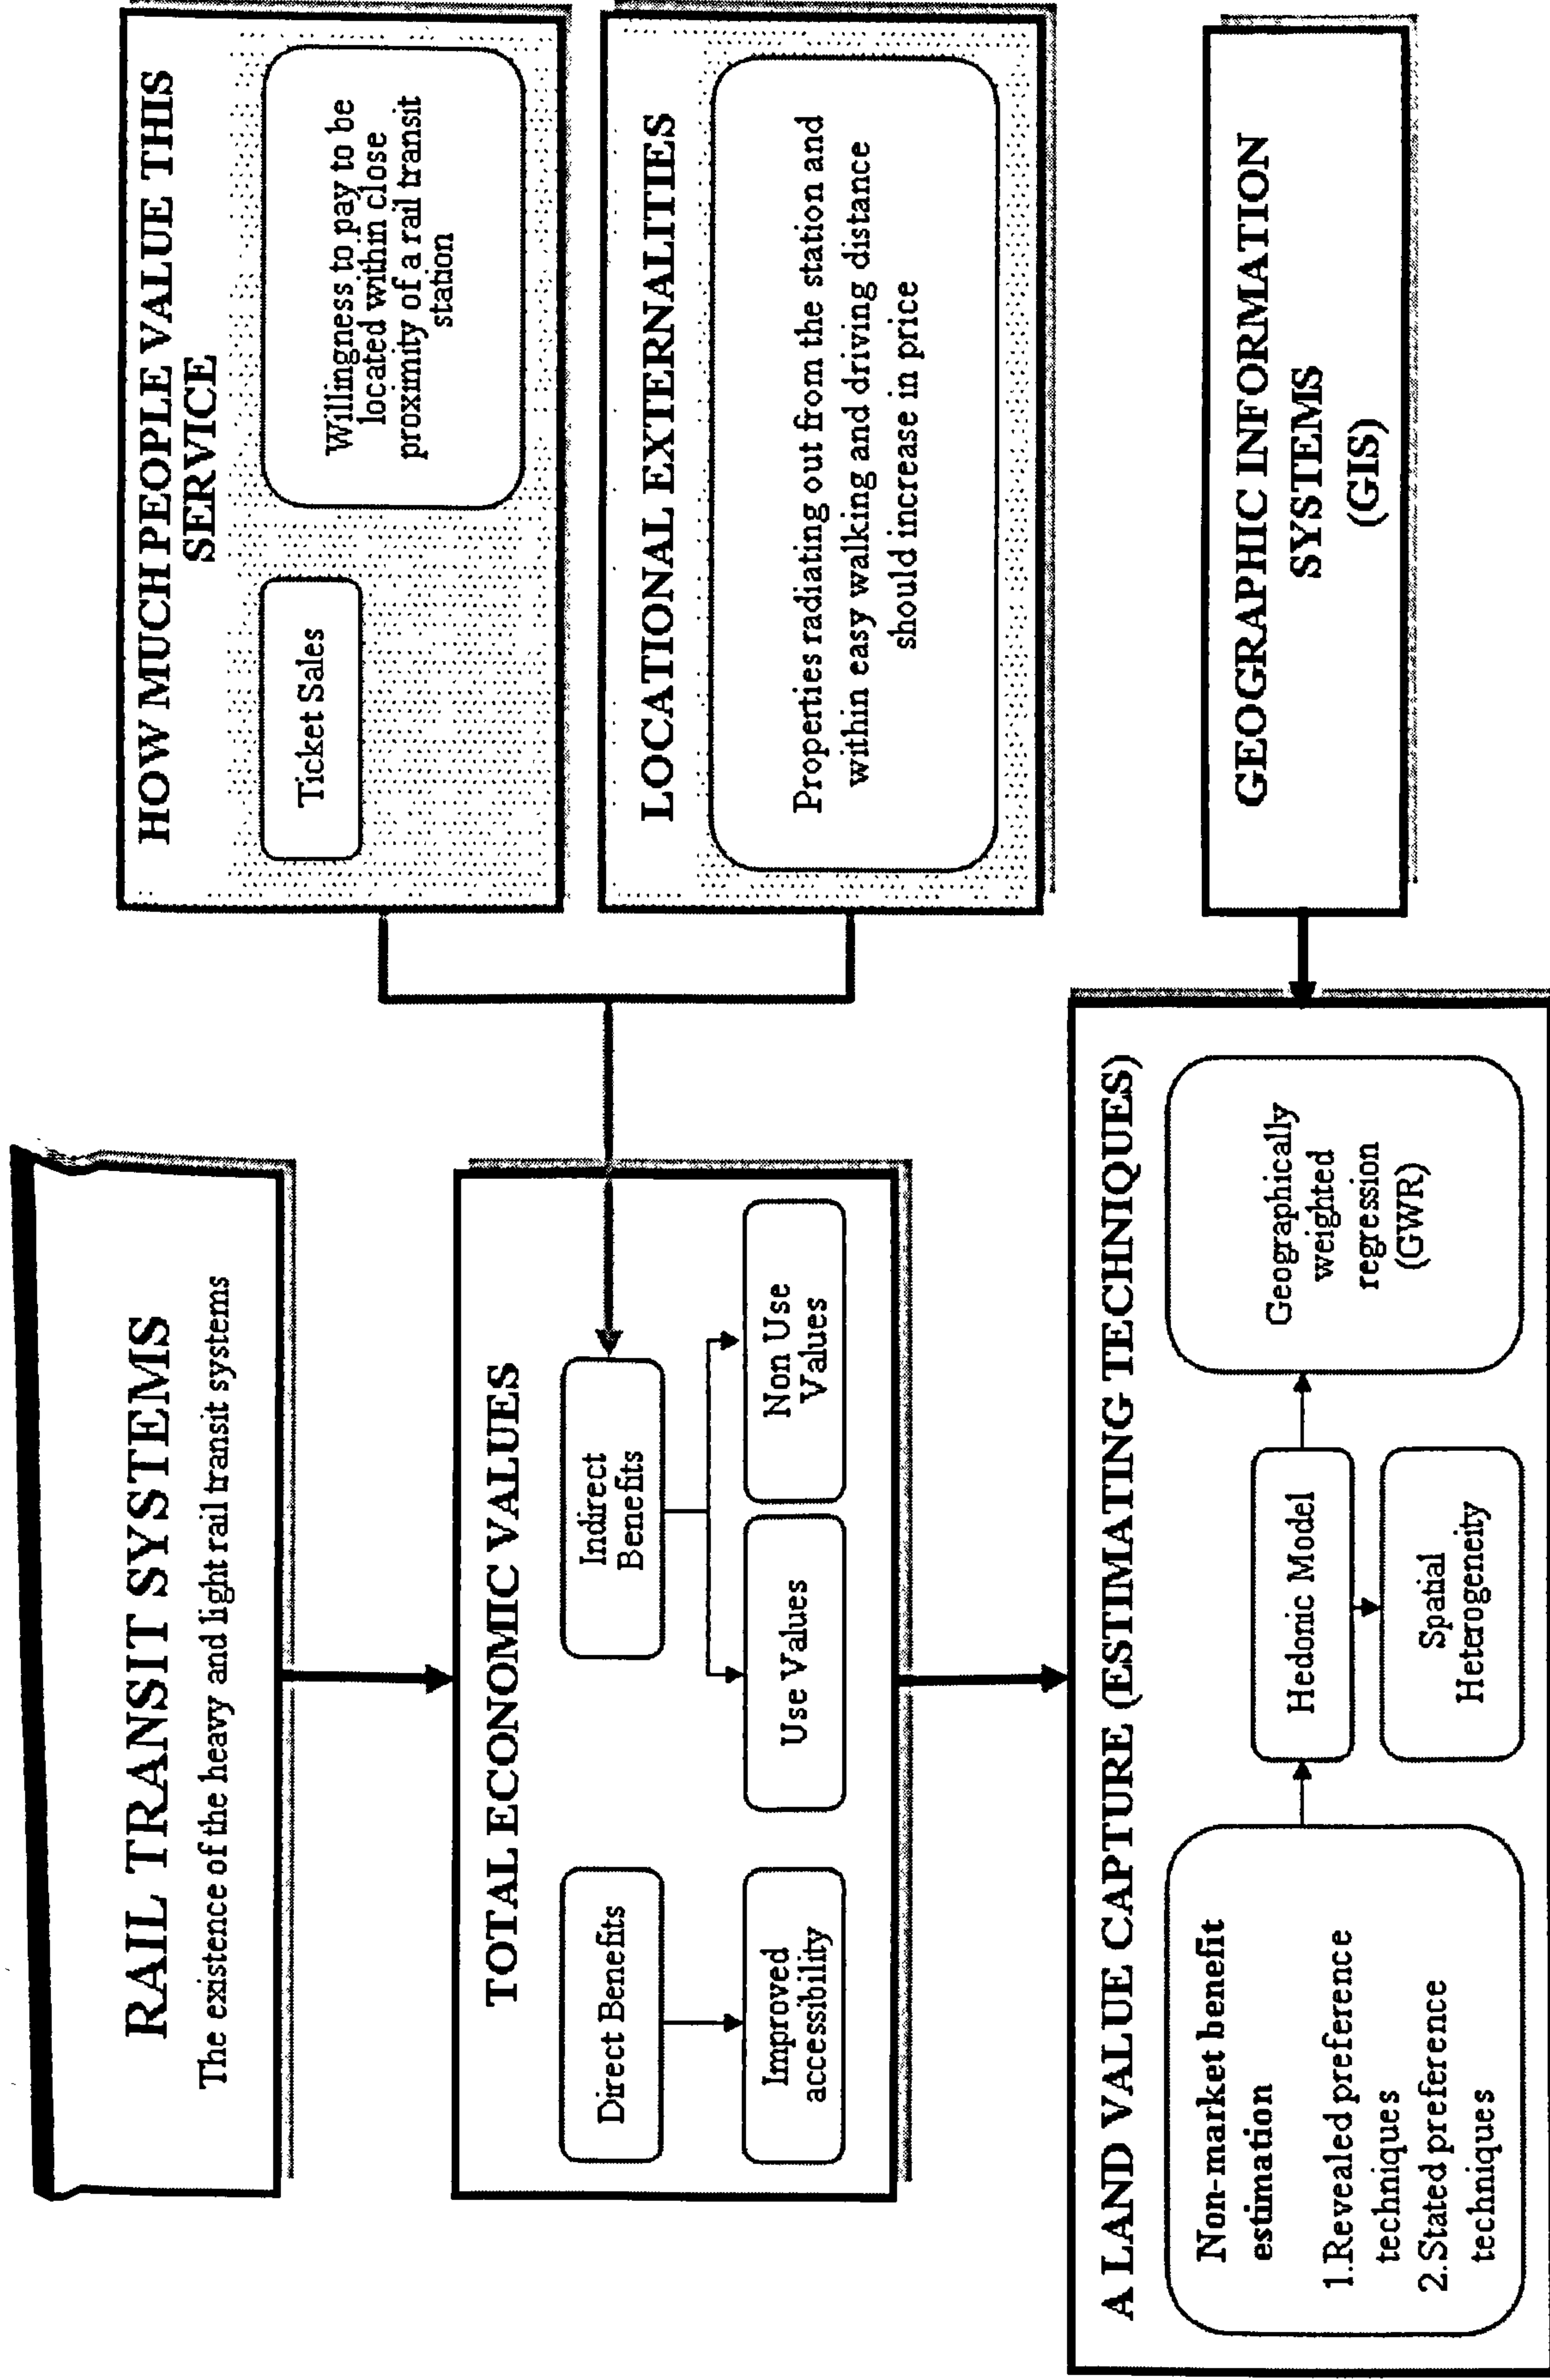 RAIL TRANSIT SYSTEMS
The existence of the heavy and light rail transit systems
HOW MUCH PEOPLE VALUE THIS
SERVICE
Ticket Sales
Willingness to pay to be
located within close
proximity of a rail transit
station
TOTAL ECONOMIC VALUES
Direct Benefits
Improved
accessibility
Indirect
Benefits
Use Values
Non Use
Values
LOCATIONAL EXTERNALITIES
Properties radiating out from the station and
within easy walking and driving distance
should increase in price
A LAND VALUE CAPTURE (ESTIMATING TECHNIQUES)
Non-market benefit
estimation
1.Revealed preference
techniques
2.Stated preference
techniques
Hedonic Model
Spatial
Heterogeneity
Geographically
weighted
regression
(GWR)
GEOGRAPHIC INFORMATION
SYSTEMS
(GIS)